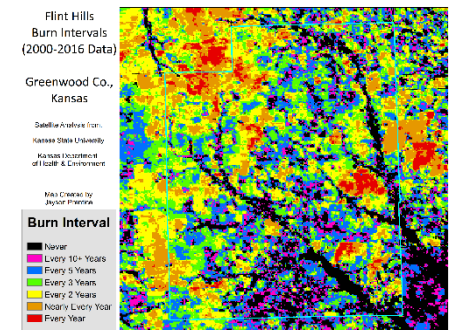 Flint Hills
Burn Intervals
(2000-2016 Data)
Greenwood Co.,
Kansas
Satellite Analysis from:
Kansas State University
Kansas Department
of Health & Environment
Map Created by
Jayson Prentice
Burn Interval
Never
Every 10+ Years
Every 5 Years
Every 3 Years
Every 2 Years
Nearly Every Year
Every Year